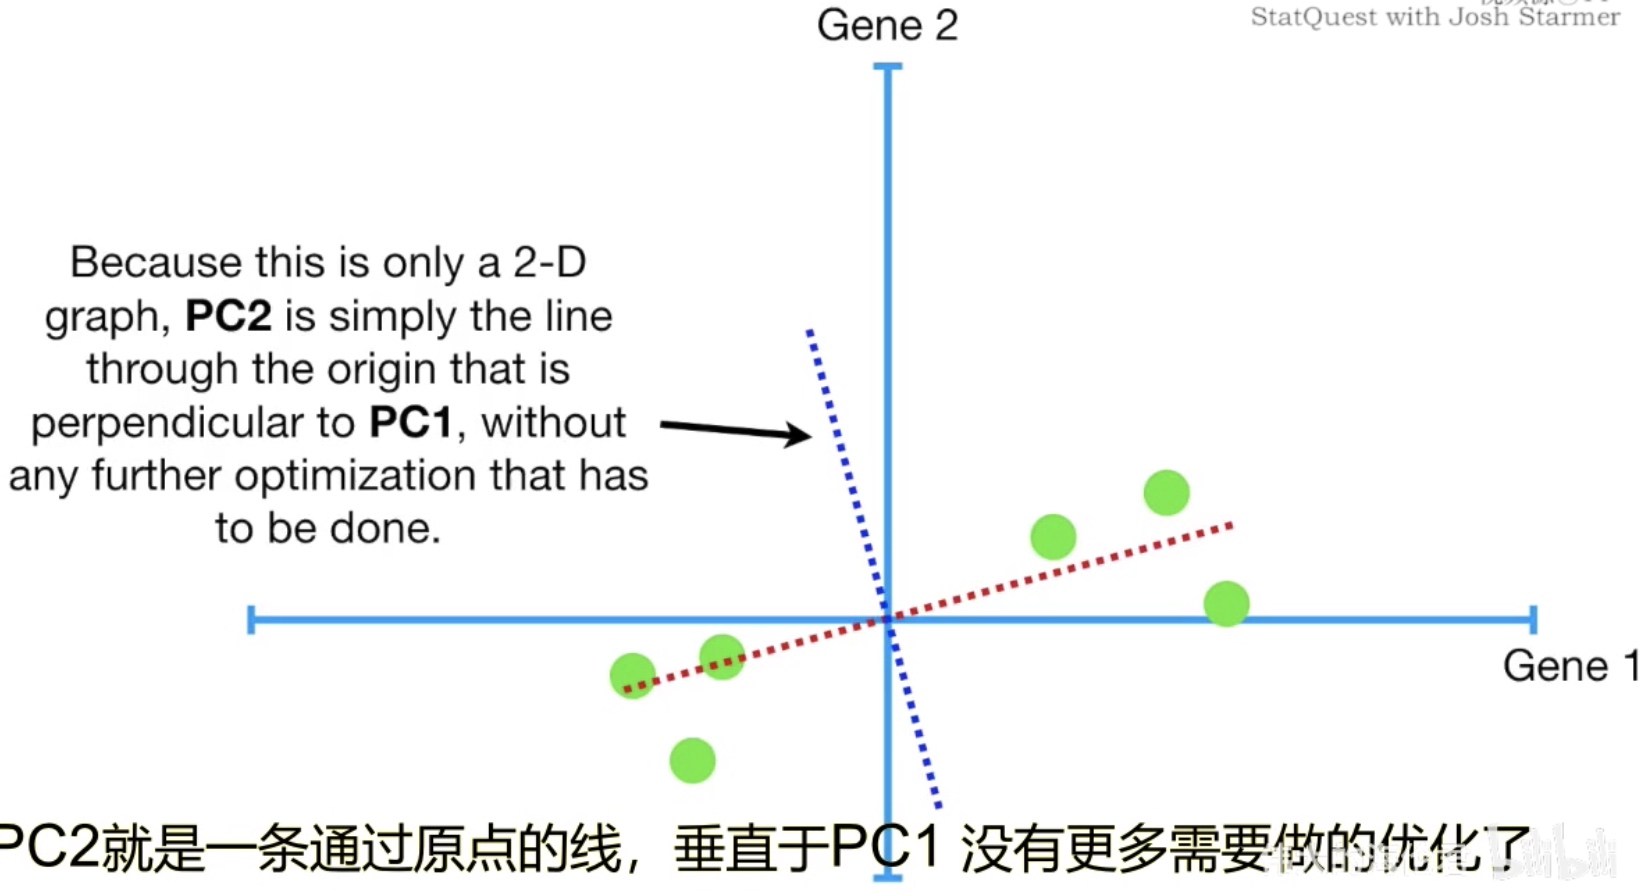 Gene 2
StatQuest with Josh Starmer
Because this is only a 2-D
graph, PC2 is simply the line
through the origin that is
perpendicular to PC1, without
any further optimization that has
to be done.
Gene 1
PC2就是一条通过原点的线，垂直于PC1 没有更多需要做的优化了
bilibili